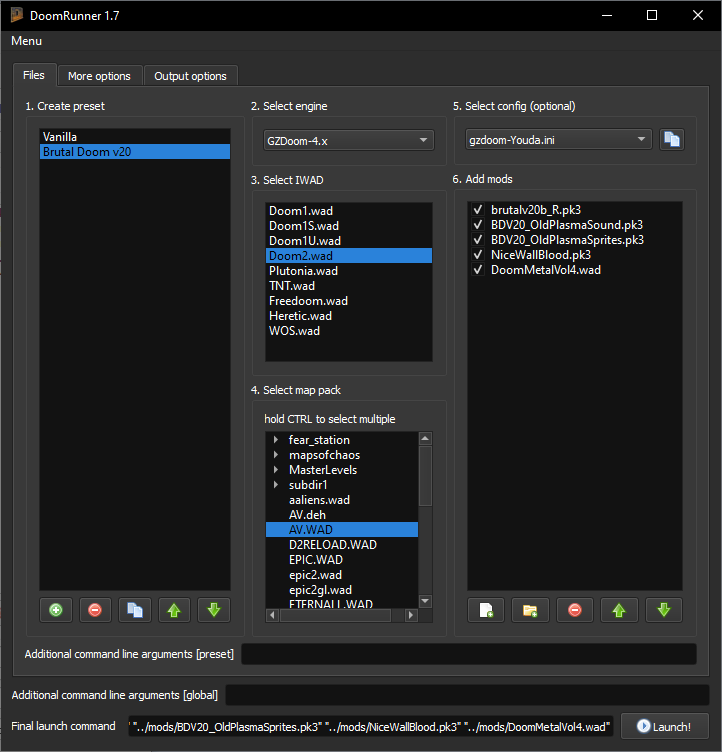 DoomRunner 1.7
Menu
Files
More options
Output options
1. Create preset
Vanilla
Brutal Doom v20
2. Select engine
GZDoom-4.x
3. Select IWAD
Doom1.wad
Doom1S.wad
Doom1U.wad
Doom2.wad
Plutonia.wad
TNT.wad
Freedoom.wad
Heretic.wad
WOS.wad
4. Select map pack
hold CTRL to select multiple
fear_station
mapsofchaos
MasterLevels
subdir1
aaliens.wad
AV.deh
AV.WAD
D2RELOAD.WAD
EPIC.WAD
epic2.wad
epic2gl.wad
ETERNALL.WAD
5. Select config (optional)
gzdoom-Youda.ini
6. Add mods
brutalv20b_R.pk3
BDV20_OldPlasmaSound.pk3
BDV20_OldPlasmaSprites.pk3
NiceWallBlood.pk3
DoomMetalVol4.wad
Additional command line arguments [preset]
Additional command line arguments [global]
Final launch command
" "../mods/BDV20_OldPlasmaSprites.pk3" "../mods/NiceWallBlood.pk3" "../mods/DoomMetalVol4.wad"
Launch!